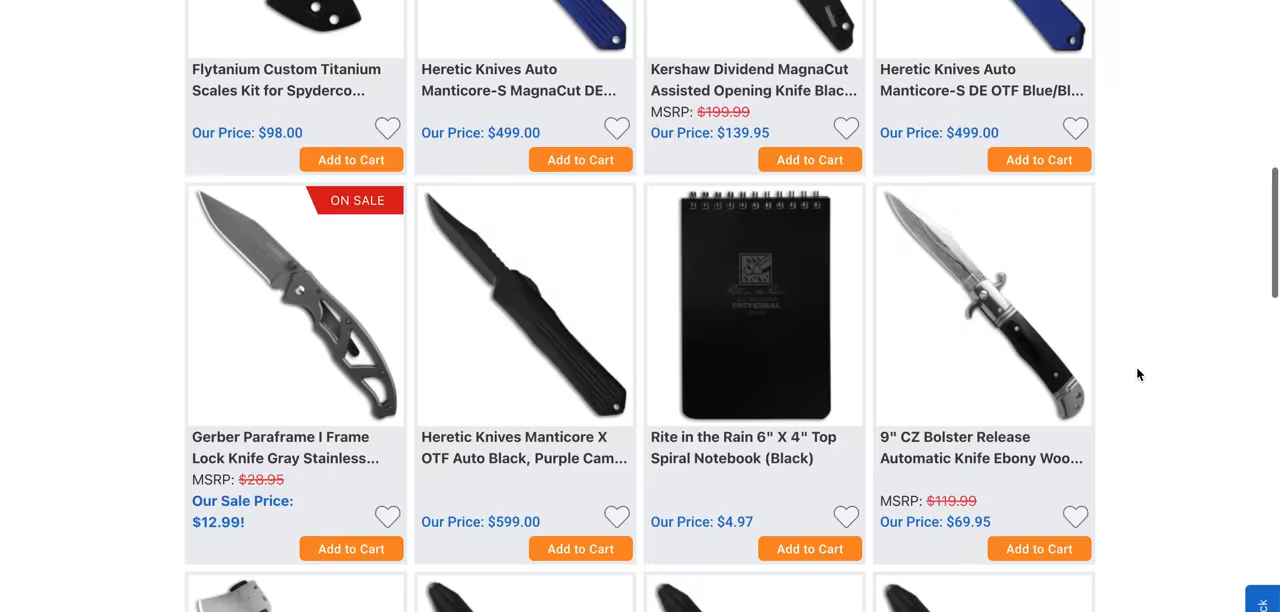 Flytanium Custom Titanium
Scales Kit for Spyderco...
Our Price: $98.00
Add to Cart
Heretic Knives Auto
Manticore-S MagnaCut DE...
Our Price: $499.00
Add to Cart
Kershaw Dividend MagnaCut
Assisted Opening Knife Blac...
MSRP: $199.99
Our Price: $139.95
Add to Cart
Heretic Knives Auto
Manticore-S DE OTF Blue/Bl...
Our Price: $499.00
Add to Cart
ON SALE
Gerber Paraframe I Frame
Lock Knife Gray Stainless...
MSRP: $28.95
Our Sale Price:
$12.99!
Add to Cart
Heretic Knives Manticore X
OTF Auto Black, Purple Cam...
Our Price: $599.00
Add to Cart
UNIVERSAL
Rite in the Rain 6" X 4" Top
Spiral Notebook (Black)
Our Price: $4.97
Add to Cart
9" CZ Bolster Release
Automatic Knife Ebony Woo...
MSRP: $119.99
Our Price: $69.95
Add to Cart